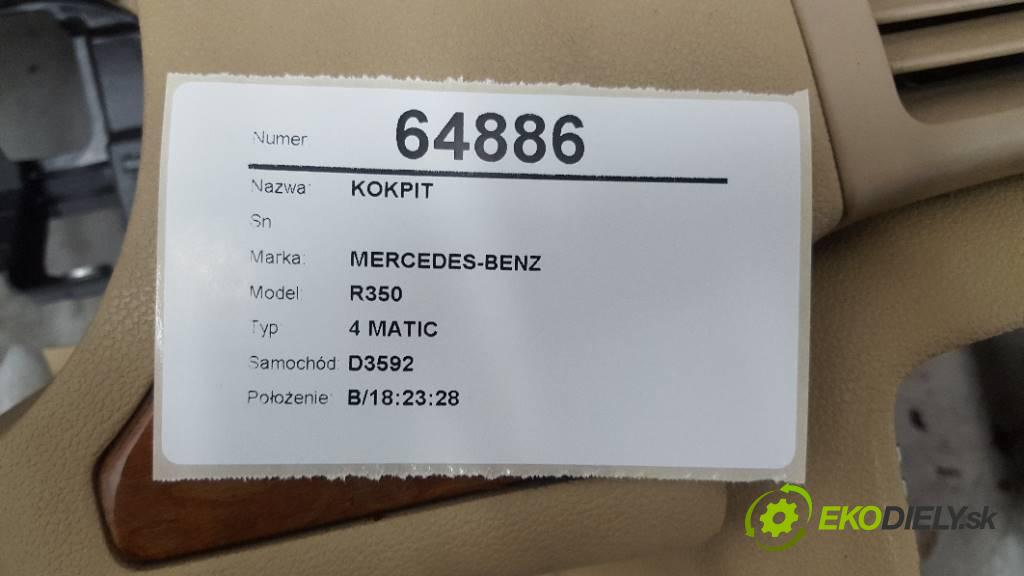 Numer 64886
Nazwa: KOKPIT
Sn
Marka: MERCEDES-BENZ
Model: R350
Typ 4 MATIC
Samochód: D3592
Położenie: B/18:23:28
EKODIELY.sk